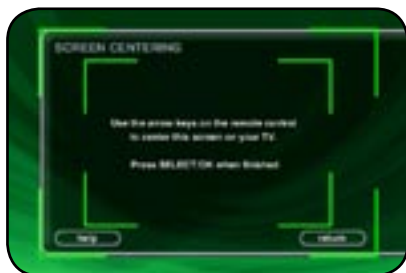 SCREEN CENTERING
Use the arrow keys on the remote control
to center this screen on your TV.
Press SELECT/OK when finished
help
return